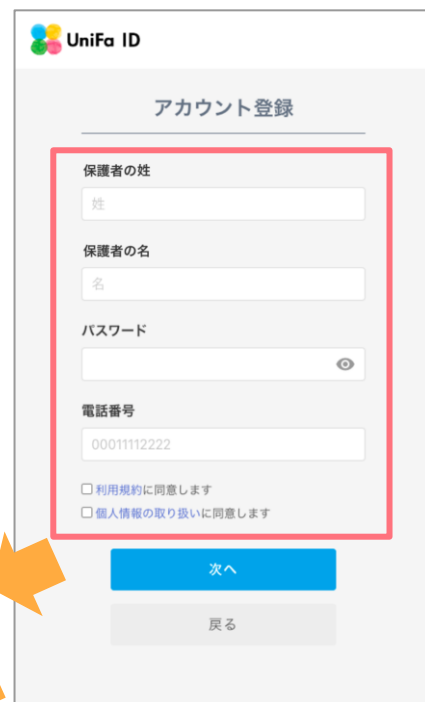 UniFa ID
アカウント登録
保護者の姓
姓
保護者の名
名
パスワード
電話番号
00011112222
利用規約に同意します
個人情報の取り扱いに同意します
次へ
戻る